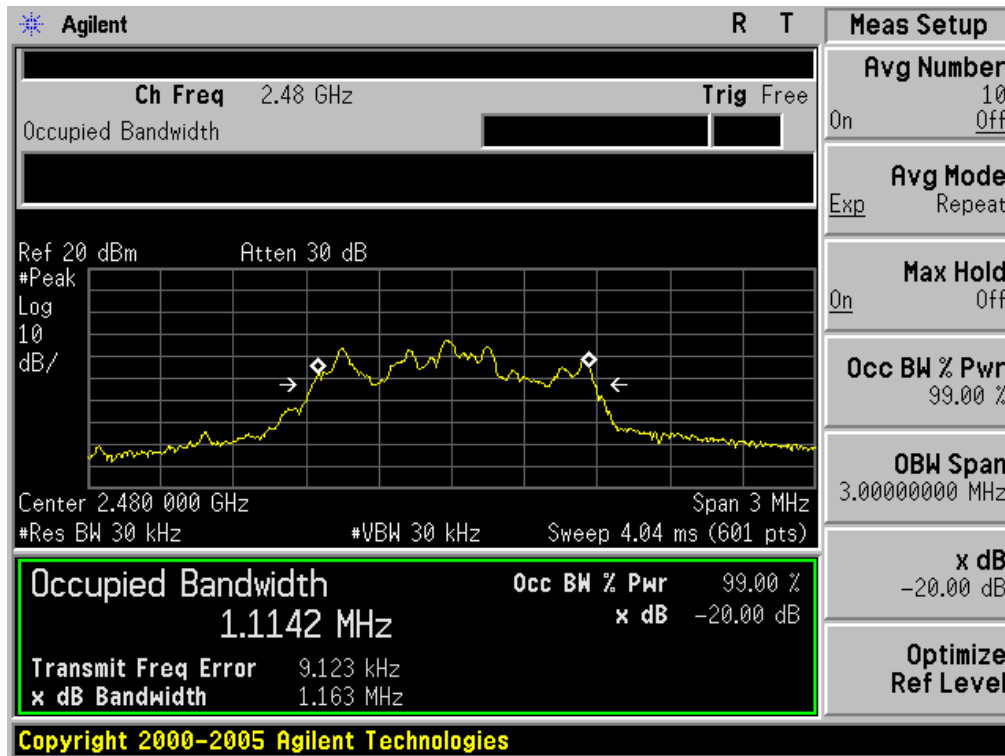 Agilent R T
Ch Freq 2.48 GHz Trig Free
Occupied Bandwidth
Ref 20 dBm Atten 30 dB
#Peak
Log
10
dB/
Center 2.480 000 GHz Span 3 MHz
#Res BW 30 kHz #VBW 30 kHz Sweep 4.04 ms (601 pts)
Occupied Bandwidth
1.1142 MHz
Occ BW % Pwr 99.00 %
x dB -20.00 dB
Transmit Freq Error 9.123 kHz
x dB Bandwidth 1.163 MHz
Copyright 2000-2005 Agilent Technologies
Meas Setup
Avg Number
10
On Off
Avg Mode
Exp Repeat
Max Hold
On Off
Occ BW % Pwr
99.00 %
OBW Span
3.00000000 MHz
x dB
-20.00 dB
Optimize
Ref Level